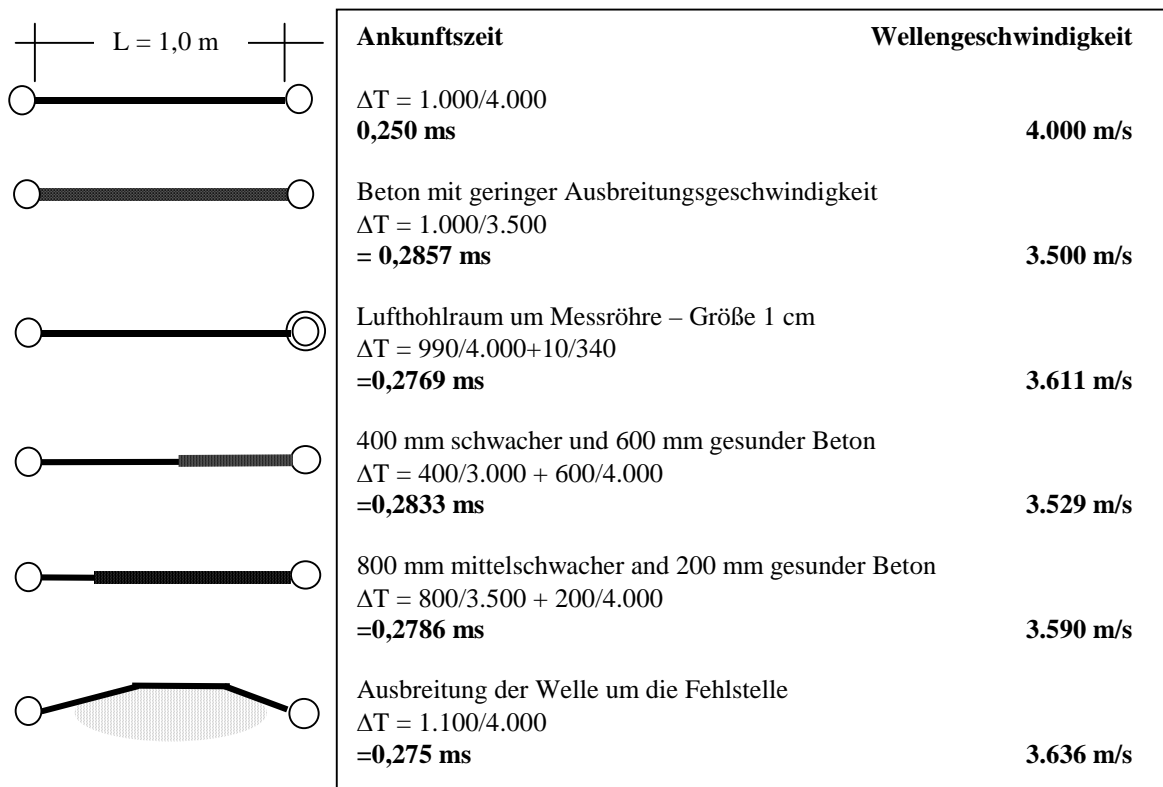 L = 1,0 m
Ankunftszeit Wellengeschwindigkeit
ΔT = 1.000/4.000
0,250 ms 4.000 m/s
Beton mit geringer Ausbreitungsgeschwindigkeit
ΔT = 1.000/3.500
= 0,2857 ms 3.500 m/s
Lufthohlraum um Messröhre – Größe 1 cm
ΔT = 990/4.000+10/340
=0,2769 ms 3.611 m/s
400 mm schwacher und 600 mm gesunder Beton
ΔT = 400/3.000 + 600/4.000
=0,2833 ms 3.529 m/s
800 mm mittelschwacher and 200 mm gesunder Beton
ΔT = 800/3.500 + 200/4.000
=0,2786 ms 3.590 m/s
Ausbreitung der Welle um die Fehlstelle
ΔT = 1.100/4.000
=0,275 ms 3.636 m/s